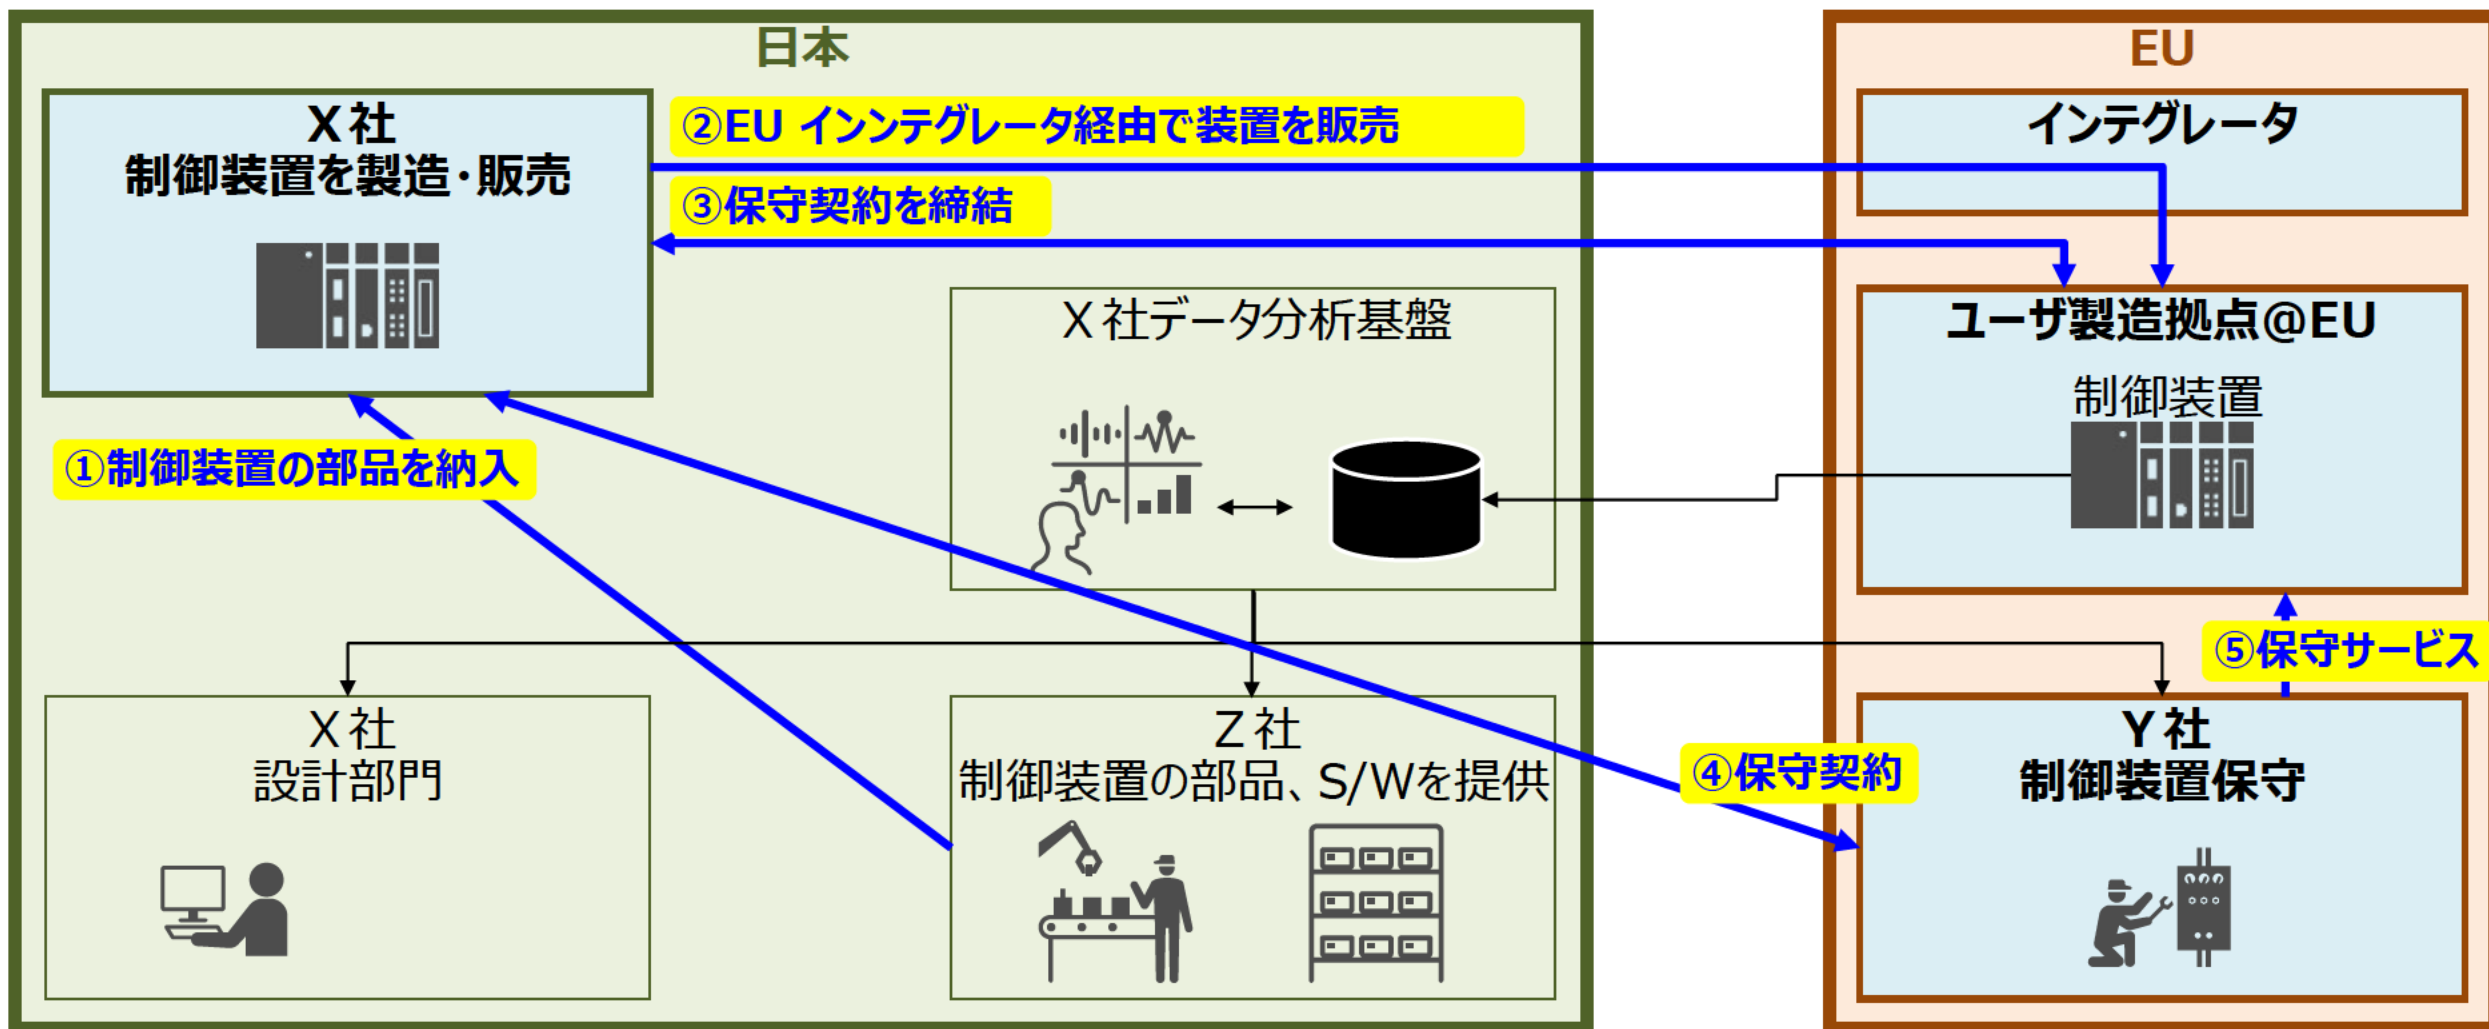 日本
EU
X社
制御装置を製造・販売
②EU インンテグレータ経由で装置を販売
③保守契約を締結
インテグレータ
X社データ分析基盤
ユーザ製造拠点@EU
制御装置
①制御装置の部品を納入
⑤保守サービス
X社
設計部門
Z社
制御装置の部品、S/Wを提供
④保守契約
Y社
制御装置保守